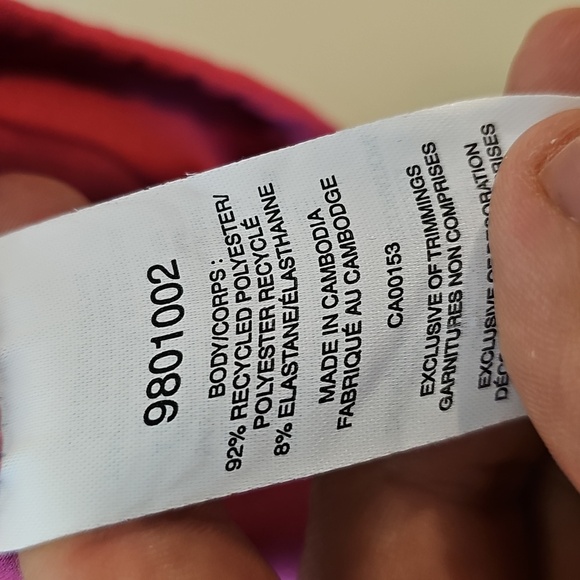 9801002
BODY/CORPS :
92% RECYCLED POLYESTER/
POLYESTER RECYCLÉ
8% ELASTANE/ÉLASTHANNE
MADE IN CAMBODIA
FABRIQUÉ AU CAMBODGE
CA00153
EXCLUSIVE OF TRIMMINGS
GARNITURES NON COMPRISES
EXCLUSIVE OF